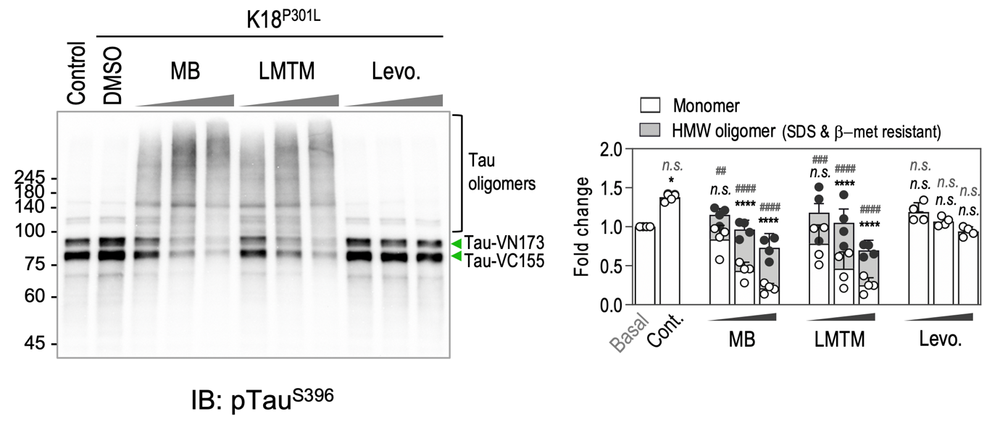 K18P301L
Control
DMSO
MB
LMTM
Levo.
245
180
140
100
75
60
45
Tau
oligomers
Tau-VN173
Tau-VC155
IB: pTauS396
Monomer
HMW oligomer (SDS & β–met resistant)
Fold change
2.0
1.5
1.0
0.5
0.0
n.s.
*
##
n.s.
####
****
####
****
###
n.s.
####
****
####
****
n.s.
n.s.
n.s.
n.s.
n.s.
n.s.
Basal
Cont.
MB
LMTM
Levo.